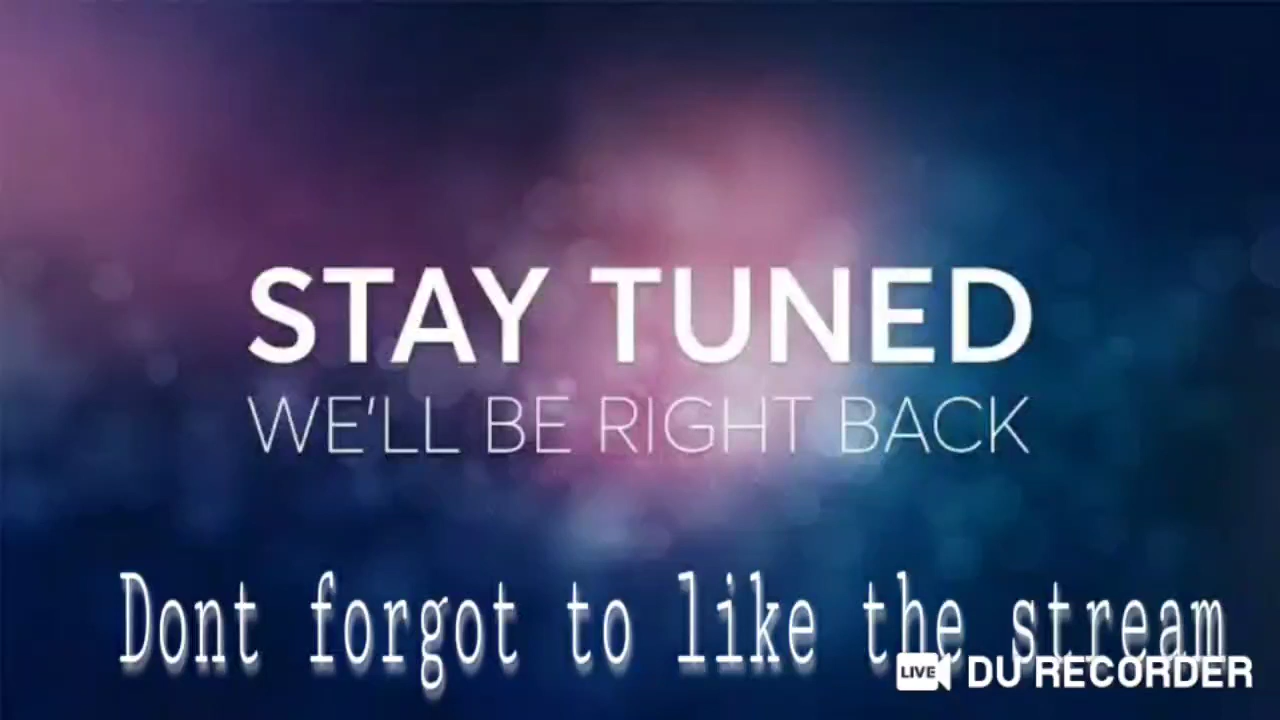 STAY TUNED
WE'LL BE RIGHT BACK
Dont forgot to like the stream
LIVE DU RECORDER